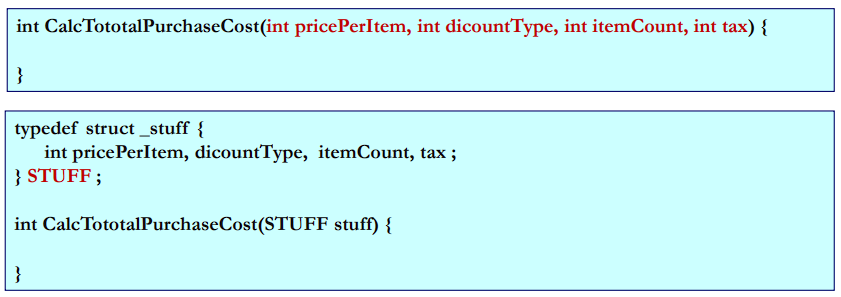 int CalcTototalPurchaseCost(int pricePerItem, int dicountType, int itemCount, int tax) {
}
typedef struct _stuff {
int pricePerItem, dicountType, itemCount, tax ;
} STUFF ;
int CalcTototalPurchaseCost(STUFF stuff) {
}